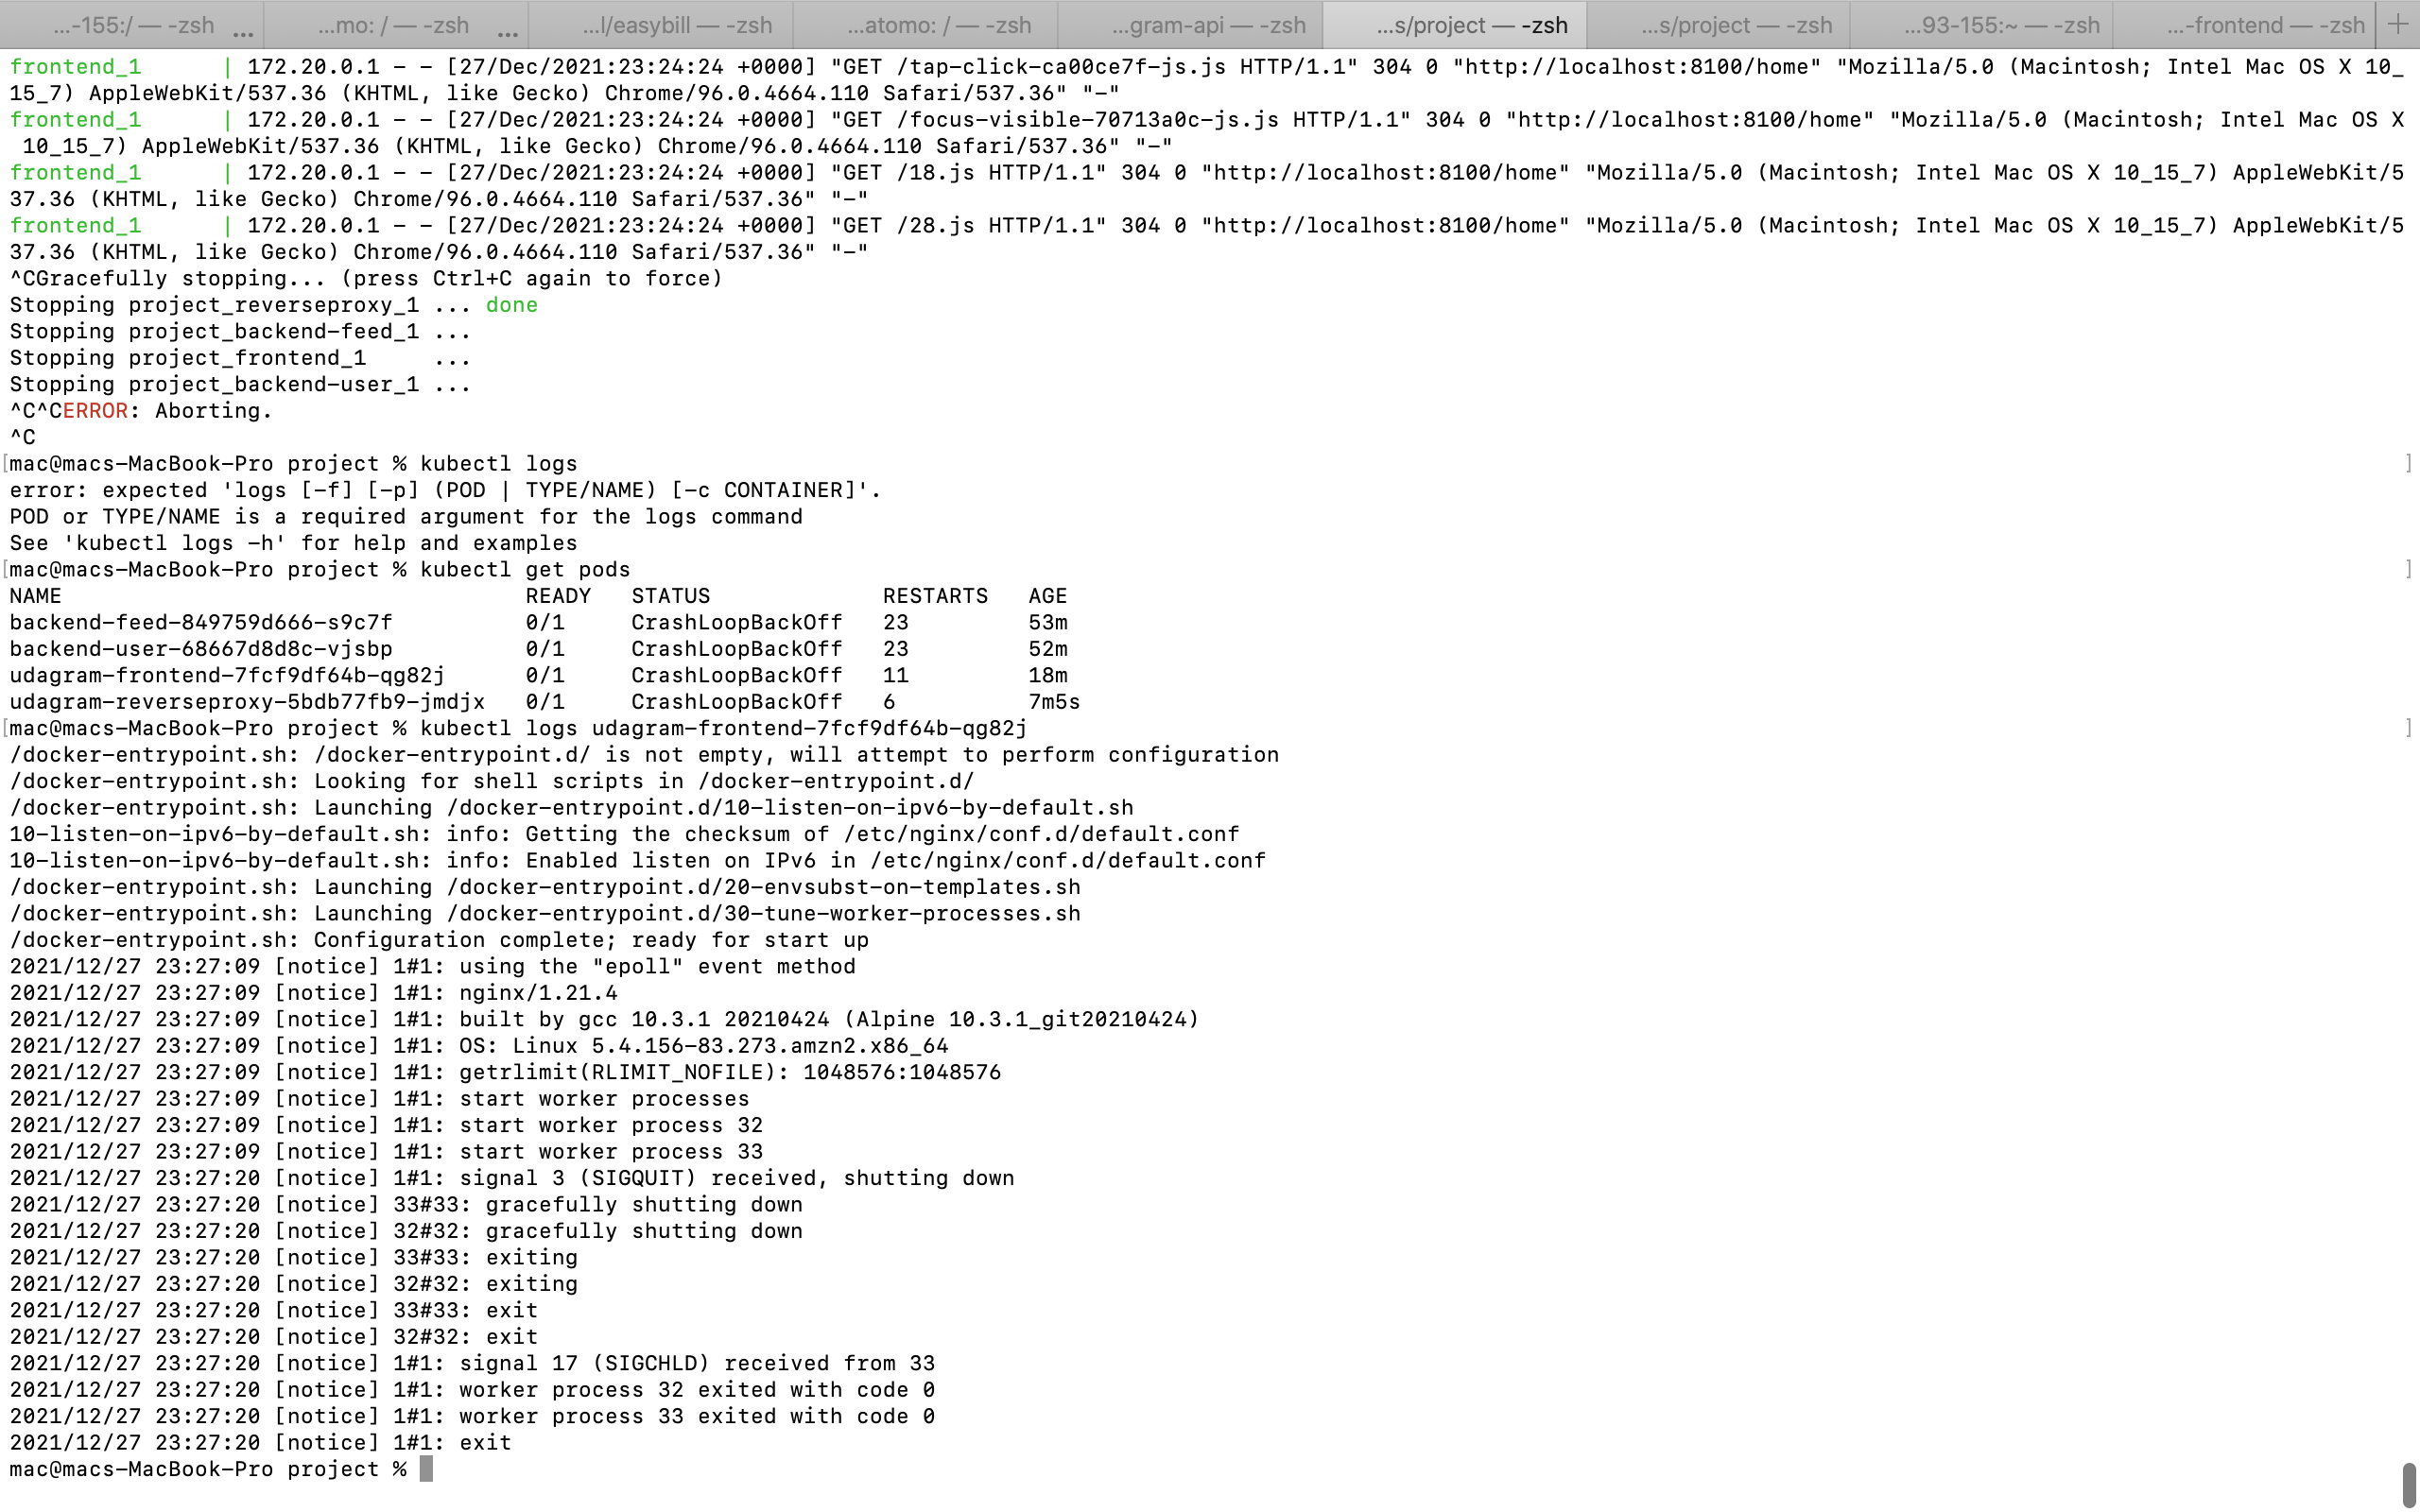 ...-155:/ — -zsh ... ...mo: / — -zsh ... ...l/easybill — -zsh ...atomo: / — -zsh ...gram-api — -zsh ...s/project — -zsh ...s/project — -zsh ...93-155:~ — -zsh ...-frontend — -zsh +
frontend_1      | 172.20.0.1 - - [27/Dec/2021:23:24:24 +0000] "GET /tap-click-ca00ce7f-js.js HTTP/1.1" 304 0 "http://localhost:8100/home" "Mozilla/5.0 (Macintosh; Intel Mac OS X 10_
15_7) AppleWebKit/537.36 (KHTML, like Gecko) Chrome/96.0.4664.110 Safari/537.36" "-"
frontend_1      | 172.20.0.1 - - [27/Dec/2021:23:24:24 +0000] "GET /focus-visible-70713a0c-js.js HTTP/1.1" 304 0 "http://localhost:8100/home" "Mozilla/5.0 (Macintosh; Intel Mac OS X
 10_15_7) AppleWebKit/537.36 (KHTML, like Gecko) Chrome/96.0.4664.110 Safari/537.36" "-"
frontend_1      | 172.20.0.1 - - [27/Dec/2021:23:24:24 +0000] "GET /18.js HTTP/1.1" 304 0 "http://localhost:8100/home" "Mozilla/5.0 (Macintosh; Intel Mac OS X 10_15_7) AppleWebKit/5
37.36 (KHTML, like Gecko) Chrome/96.0.4664.110 Safari/537.36" "-"
frontend_1      | 172.20.0.1 - - [27/Dec/2021:23:24:24 +0000] "GET /28.js HTTP/1.1" 304 0 "http://localhost:8100/home" "Mozilla/5.0 (Macintosh; Intel Mac OS X 10_15_7) AppleWebKit/5
37.36 (KHTML, like Gecko) Chrome/96.0.4664.110 Safari/537.36" "-"
^CGracefully stopping... (press Ctrl+C again to force)
Stopping project_reverseproxy_1 ... done
Stopping project_backend-feed_1 ...
Stopping project_frontend_1     ...
Stopping project_backend-user_1 ...
^C^CERROR: Aborting.
^C
[mac@macs-MacBook-Pro project % kubectl logs ]
error: expected 'logs [-f] [-p] (POD | TYPE/NAME) [-c CONTAINER]'.
POD or TYPE/NAME is a required argument for the logs command
See 'kubectl logs -h' for help and examples
[mac@macs-MacBook-Pro project % kubectl get pods ]
NAME                                   READY   STATUS             RESTARTS   AGE
backend-feed-849759d666-s9c7f          0/1     CrashLoopBackOff   23         53m
backend-user-68667d8d8c-vjsbp          0/1     CrashLoopBackOff   23         52m
udagram-frontend-7fcf9df64b-qg82j      0/1     CrashLoopBackOff   11         18m
udagram-reverseproxy-5bdb77fb9-jmdjx   0/1     CrashLoopBackOff   6          7m5s
[mac@macs-MacBook-Pro project % kubectl logs udagram-frontend-7fcf9df64b-qg82j ]
/docker-entrypoint.sh: /docker-entrypoint.d/ is not empty, will attempt to perform configuration
/docker-entrypoint.sh: Looking for shell scripts in /docker-entrypoint.d/
/docker-entrypoint.sh: Launching /docker-entrypoint.d/10-listen-on-ipv6-by-default.sh
10-listen-on-ipv6-by-default.sh: info: Getting the checksum of /etc/nginx/conf.d/default.conf
10-listen-on-ipv6-by-default.sh: info: Enabled listen on IPv6 in /etc/nginx/conf.d/default.conf
/docker-entrypoint.sh: Launching /docker-entrypoint.d/20-envsubst-on-templates.sh
/docker-entrypoint.sh: Launching /docker-entrypoint.d/30-tune-worker-processes.sh
/docker-entrypoint.sh: Configuration complete; ready for start up
2021/12/27 23:27:09 [notice] 1#1: using the "epoll" event method
2021/12/27 23:27:09 [notice] 1#1: nginx/1.21.4
2021/12/27 23:27:09 [notice] 1#1: built by gcc 10.3.1 20210424 (Alpine 10.3.1_git20210424)
2021/12/27 23:27:09 [notice] 1#1: OS: Linux 5.4.156-83.273.amzn2.x86_64
2021/12/27 23:27:09 [notice] 1#1: getrlimit(RLIMIT_NOFILE): 1048576:1048576
2021/12/27 23:27:09 [notice] 1#1: start worker processes
2021/12/27 23:27:09 [notice] 1#1: start worker process 32
2021/12/27 23:27:09 [notice] 1#1: start worker process 33
2021/12/27 23:27:20 [notice] 1#1: signal 3 (SIGQUIT) received, shutting down
2021/12/27 23:27:20 [notice] 33#33: gracefully shutting down
2021/12/27 23:27:20 [notice] 32#32: gracefully shutting down
2021/12/27 23:27:20 [notice] 33#33: exiting
2021/12/27 23:27:20 [notice] 32#32: exiting
2021/12/27 23:27:20 [notice] 33#33: exit
2021/12/27 23:27:20 [notice] 32#32: exit
2021/12/27 23:27:20 [notice] 1#1: signal 17 (SIGCHLD) received from 33
2021/12/27 23:27:20 [notice] 1#1: worker process 32 exited with code 0
2021/12/27 23:27:20 [notice] 1#1: worker process 33 exited with code 0
2021/12/27 23:27:20 [notice] 1#1: exit
mac@macs-MacBook-Pro project %